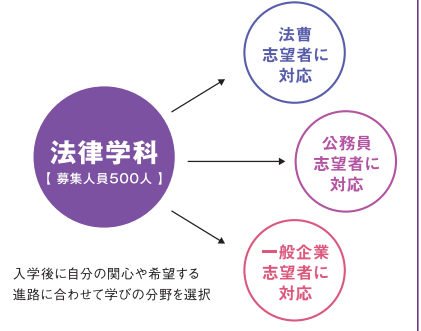 法曹
志望者に
対応
法律学科
【 募集人員500人 】
公務員
志望者に
対応
一般企業
志望者に
対応
入学後に自分の関心や希望する
進路に合わせて学びの分野を選択